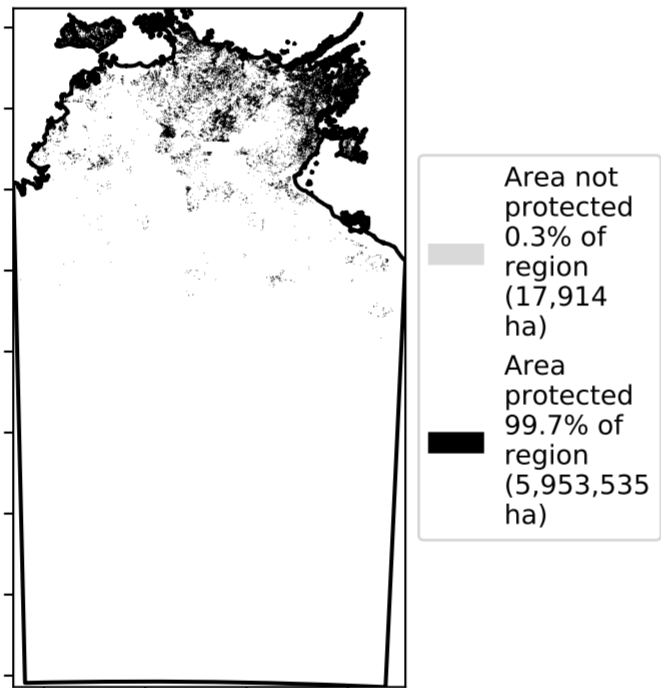 Area not
protected
0.3% of
region
(17,914
ha)
Area
protected
99.7% of
region
(5,953,535
ha)